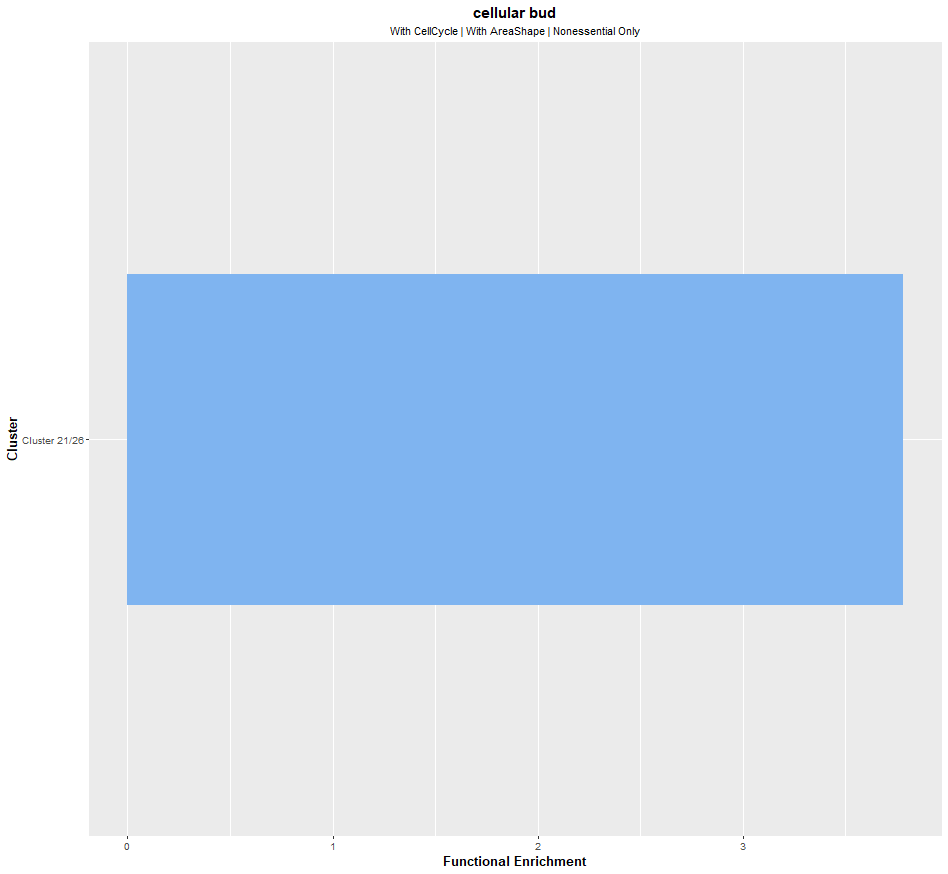 cellular bud
With CellCycle | With AreaShape | Nonessential Only
Cluster
Cluster 21/26
0 1 2 3
Functional Enrichment